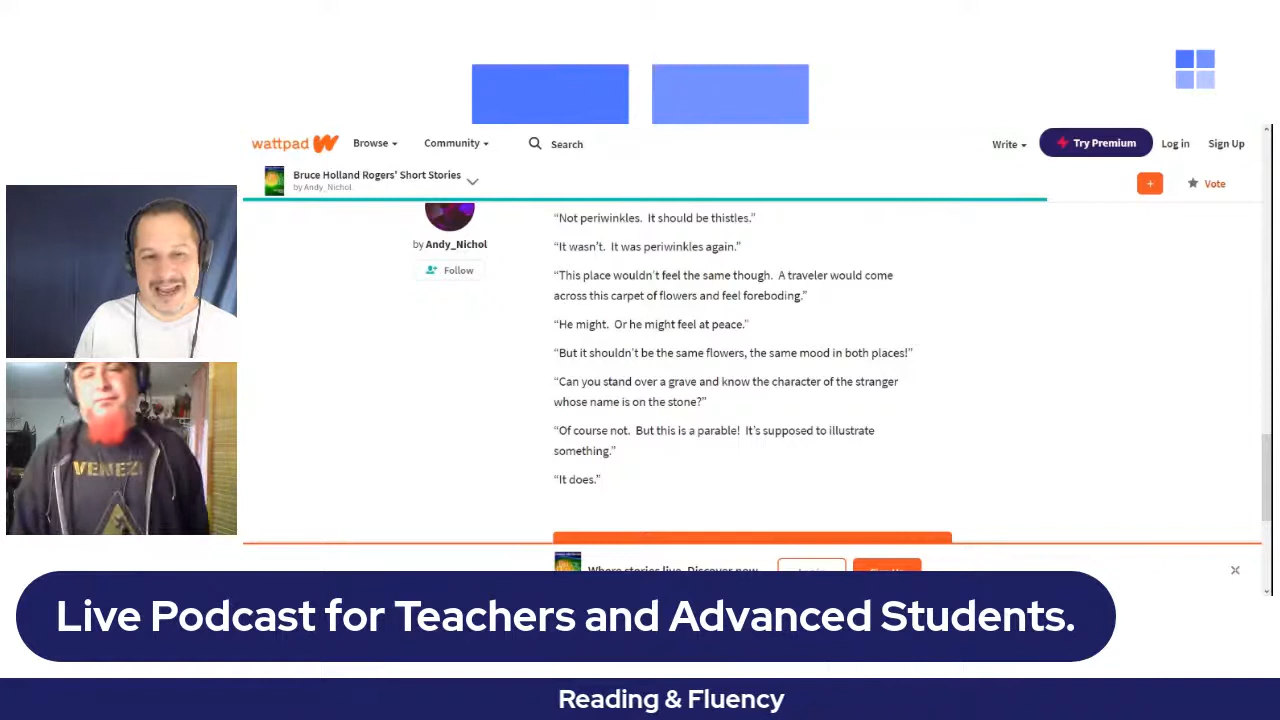 wattpad
Browse
Community
Search
Write
Try Premium
Log in
Sign Up
Bruce Holland Rogers' Short Stories
by Andy_Nichol
+
Vote
by Andy_Nichol
Follow
“Not periwinkles. It should be thistles.”
“It wasn't. It was periwinkles again.”
“This place wouldn't feel the same though. A traveler would come
across this carpet of flowers and feel foreboding.”
“He might. Or he might feel at peace.”
“But it shouldn't be the same flowers, the same mood in both places!”
“Can you stand over a grave and know the character of the stranger
whose name is on the stone?”
“Of course not. But this is a parable! It's supposed to illustrate
something.”
“It does.”
Where stories live. Discover now
VENEZ
Live Podcast for Teachers and Advanced Students.
Reading & Fluency